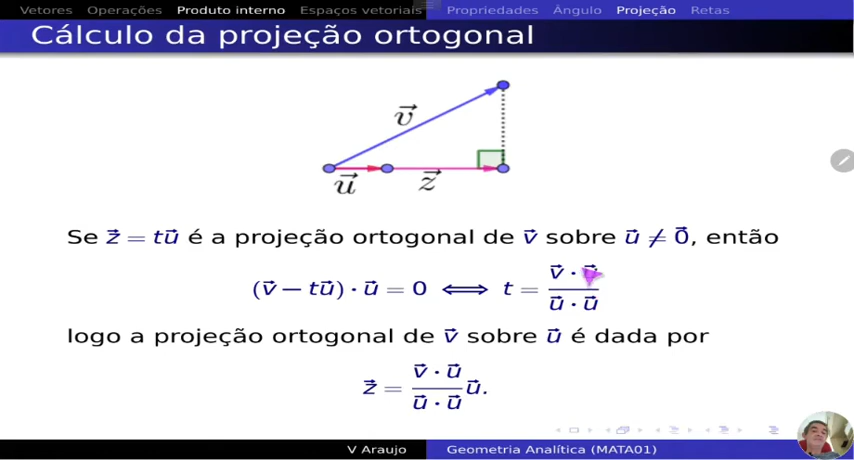 Vetores Operações Produto interno Espaços vetoriais Propriedades Ângulo Projeção Retas
Cálculo da projeção ortogonal
v⃗
u⃗ z⃗
Se z⃗ = tu⃗ é a projeção ortogonal de v⃗ sobre u⃗ ≠ 0⃗, então
(v⃗ − tu⃗) · u⃗ = 0 ⟺ t = (v⃗ · u⃗)/(u⃗ · u⃗)
logo a projeção ortogonal de v⃗ sobre u⃗ é dada por
z⃗ = (v⃗ · u⃗)/(u⃗ · u⃗) u⃗.
V Araujo Geometria Analítica (MATA01)